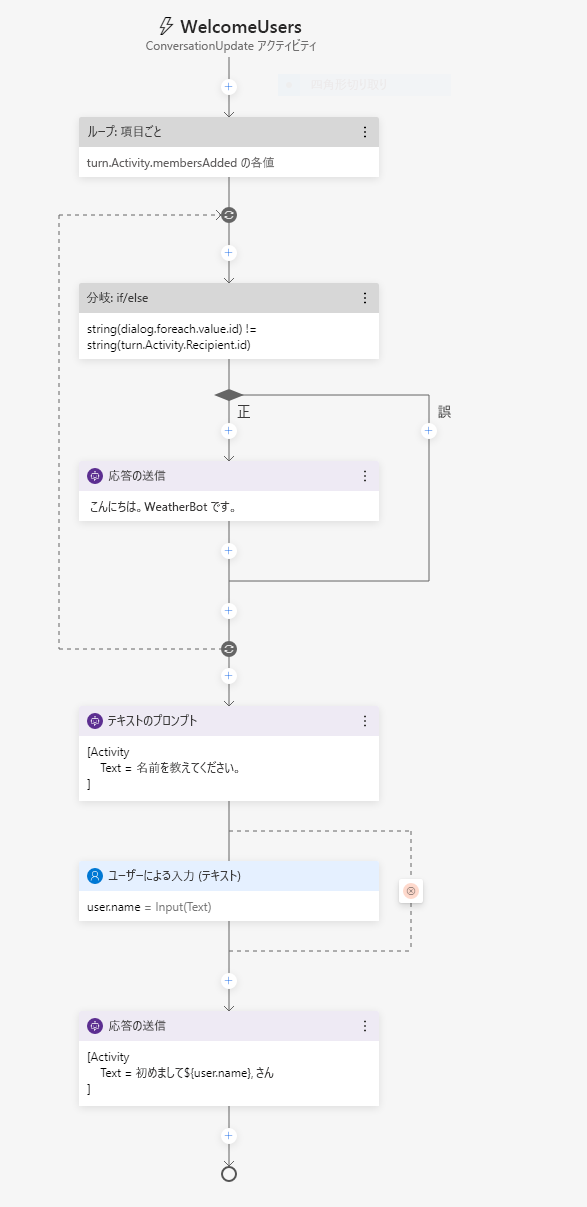 WelcomeUsers
ConversationUpdate アクティビティ
ループ: 項目ごと
turn.Activity.membersAdded の各値
分岐: if/else
string(dialog.foreach.value.id) !=
string(turn.Activity.Recipient.id)
正
誤
応答の送信
こんにちは。WeatherBot です。
テキストのプロンプト
[Activity
Text = 名前を教えてください。
]
ユーザーによる入力 (テキスト)
user.name = Input(Text)
応答の送信
[Activity
Text = 初めまして${user.name}, さん
]